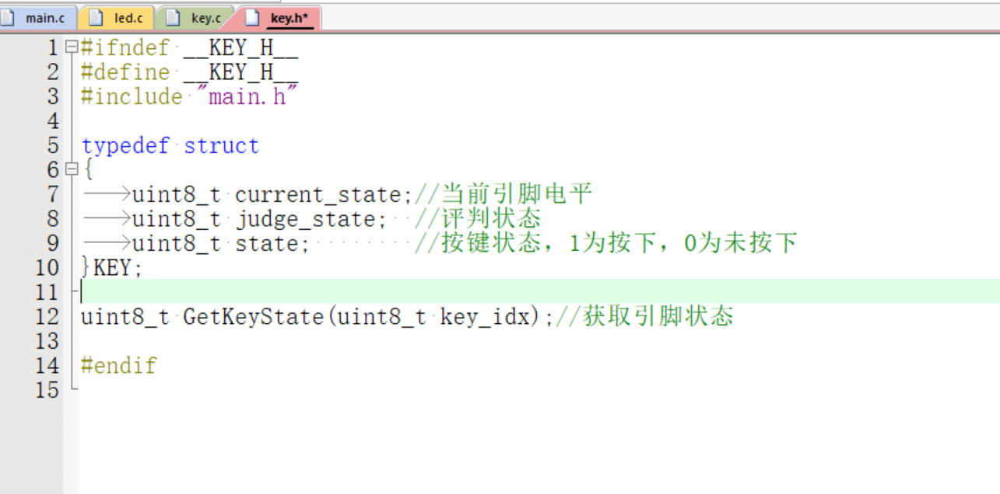 main.c led.c key.c key.h*
1 #ifndef __KEY_H__
2 #define __KEY_H__
3 #include "main.h"
4
5 typedef struct
6 {
7 uint8_t current_state;//当前引脚电平
8 uint8_t judge_state;  //评判状态
9 uint8_t state;        //按键状态，1为按下，0为未按下
10 }KEY;
11
12 uint8_t GetKeyState(uint8_t key_idx);//获取引脚状态
13
14 #endif
15